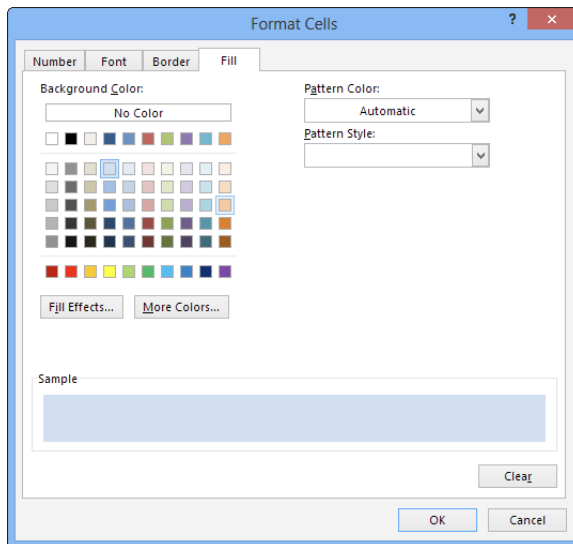 Format Cells
?
Number Font Border Fill
Background Color:
No Color
Pattern Color:
Automatic
Pattern Style:
Fill Effects...
More Colors...
Sample
Clear
OK
Cancel